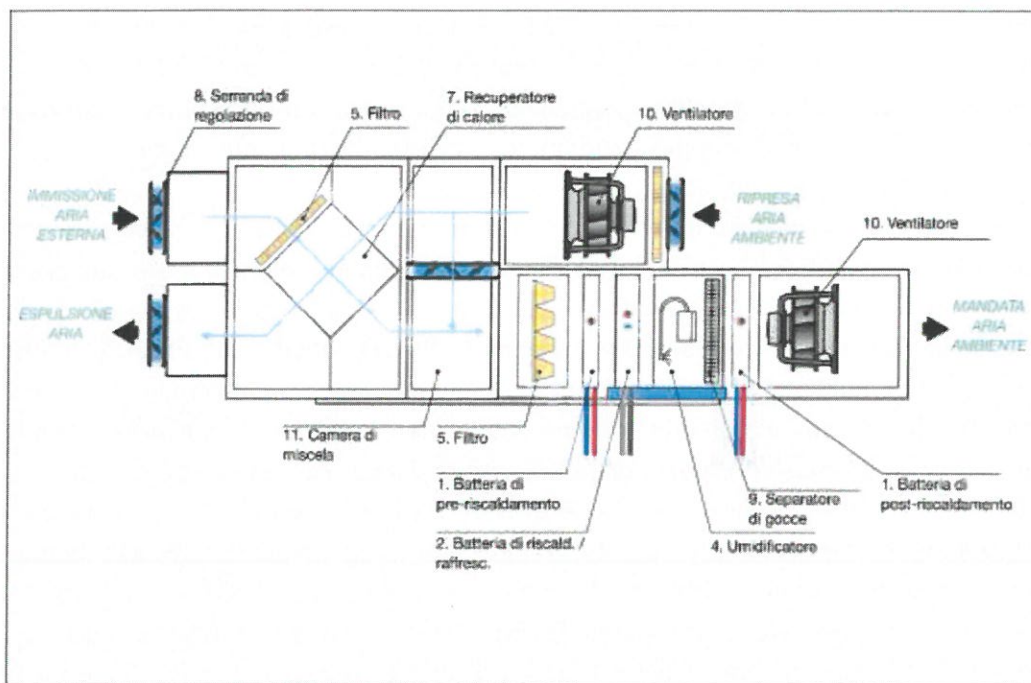 8. Serranda di
regolazione
5. Filtro
7. Recuperatore
di calore
10. Ventilatore
IMMISSIONE
ARIA
ESTERNA
RIPRESA
ARIA
AMBIENTE
10. Ventilatore
ESPULSIONE
ARIA
MANDATA
ARIA
AMBIENTE
11. Camera di
miscela
5. Filtro
1. Batteria di
pre-riscaldamento
2. Batteria di riscald. /
raffresc.
9. Separatore
di gocce
4. Umidificatore
1. Batteria di
post-riscaldamento